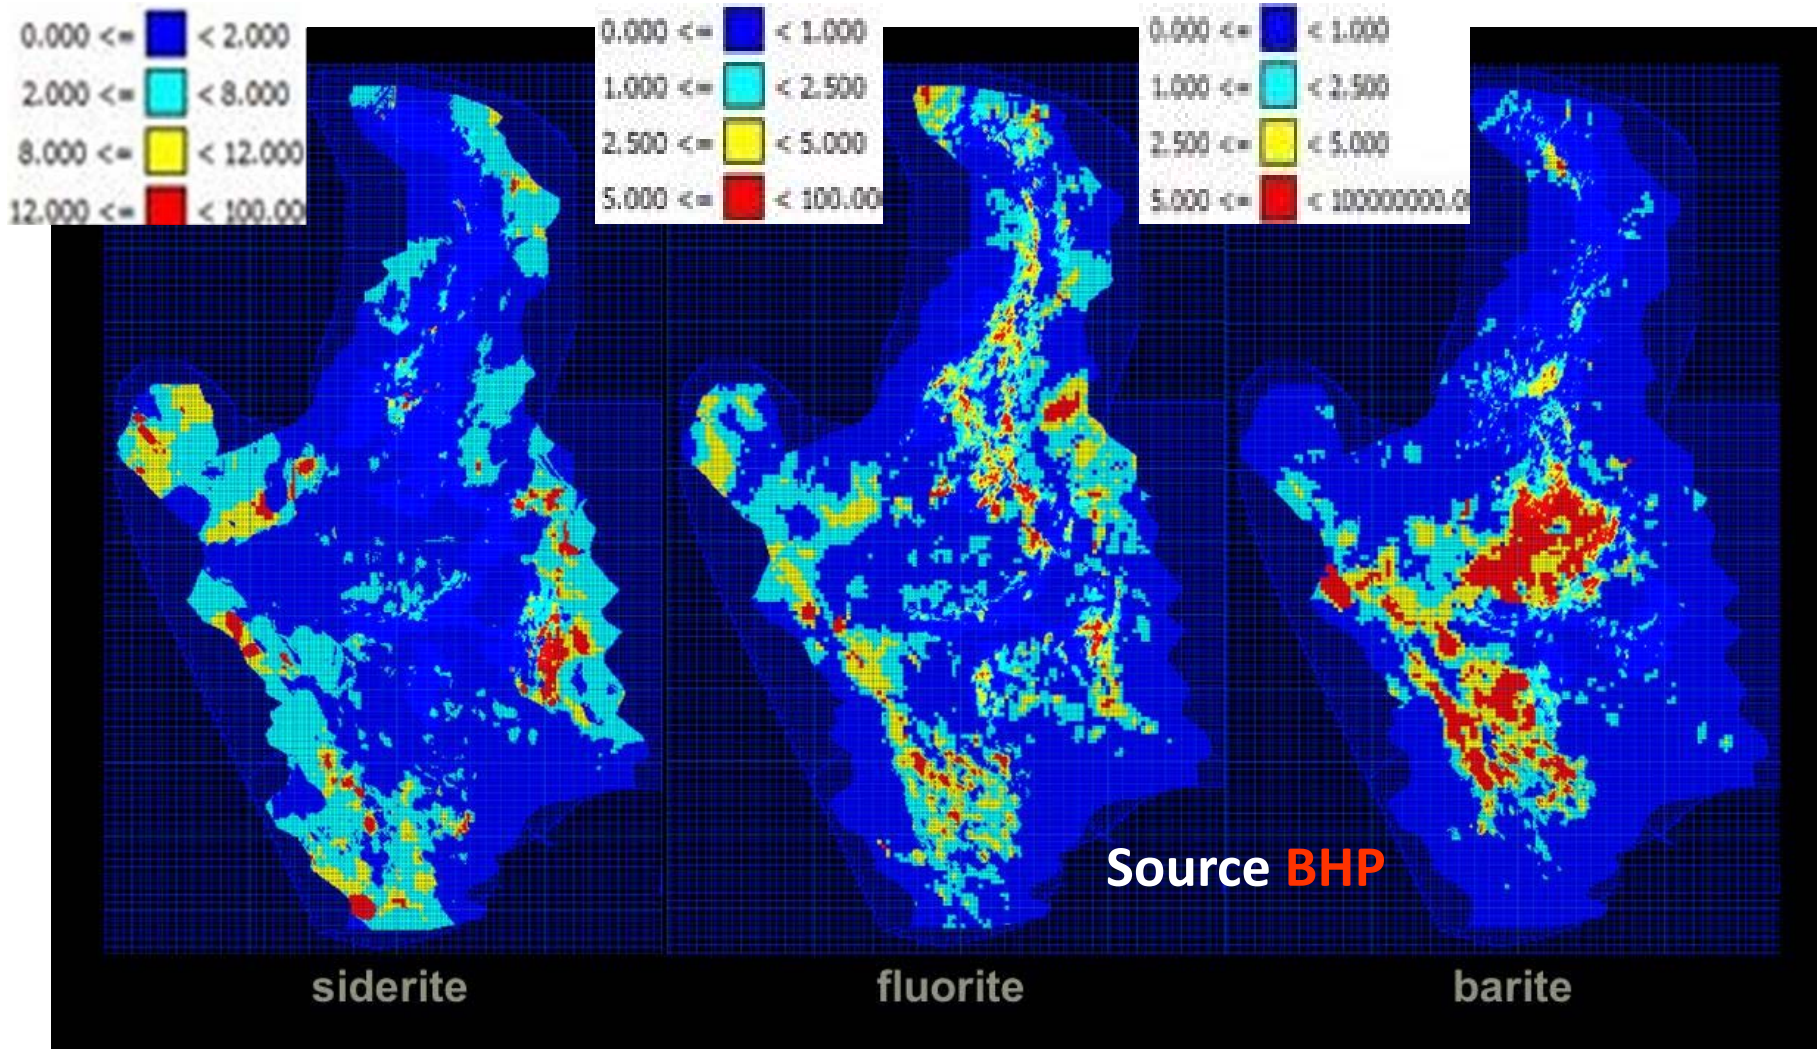 0.000 <= < 2.000
2.000 <= < 8.000
8.000 <= < 12.000
12.000 <= < 100.00
0.000 <= < 1.000
1.000 <= < 2.500
2.500 <= < 5.000
5.000 <= < 100.00
0.000 <= < 1.000
1.000 <= < 2.500
2.500 <= < 5.000
5.000 <= < 100000000.0
Source BHP
siderite
fluorite
barite